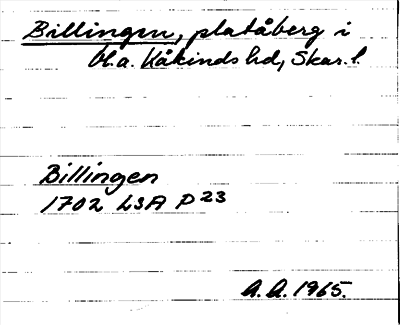 Billingen, platåberg i
bl.a. Kåkinds hd, Skar. l.
Billingen
1702 LSA P23
A.A. 1965.